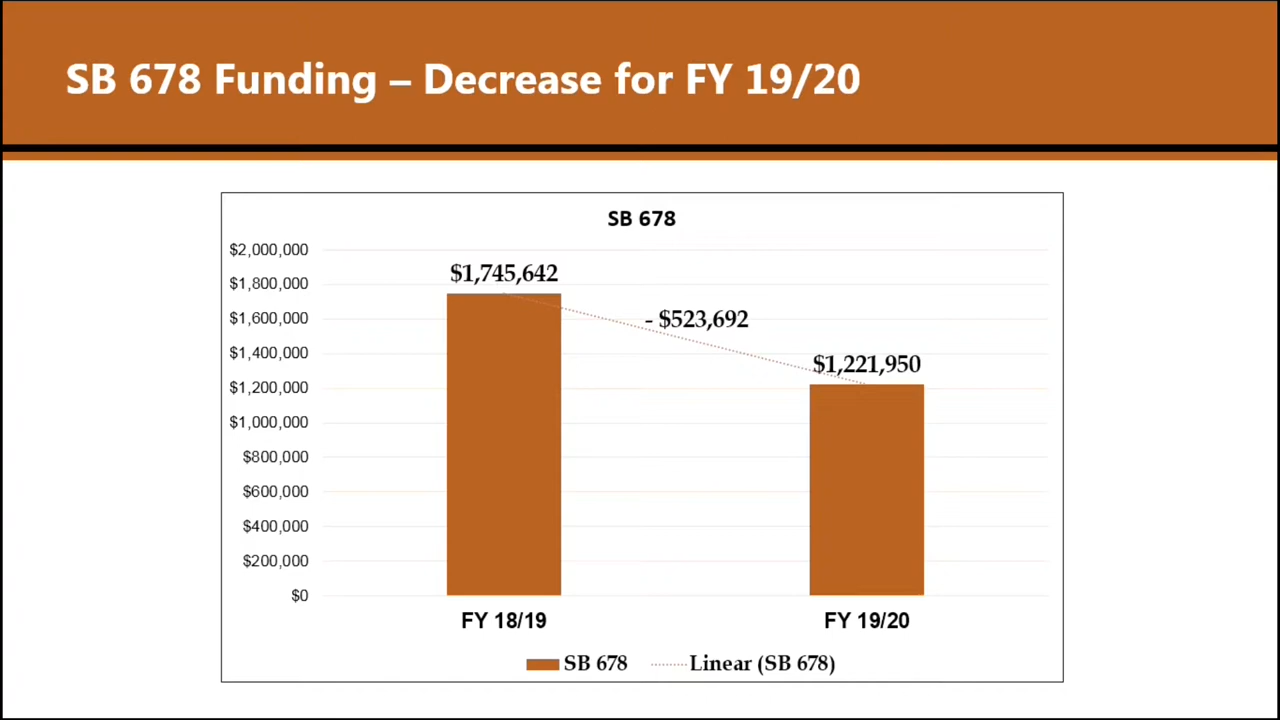 SB 678 Funding – Decrease for FY 19/20
SB 678
$2,000,000
$1,800,000
$1,600,000
$1,400,000
$1,200,000
$1,000,000
$800,000
$600,000
$400,000
$200,000
$0
$1,745,642
- $523,692
$1,221,950
FY 18/19
FY 19/20
SB 678
Linear (SB 678)